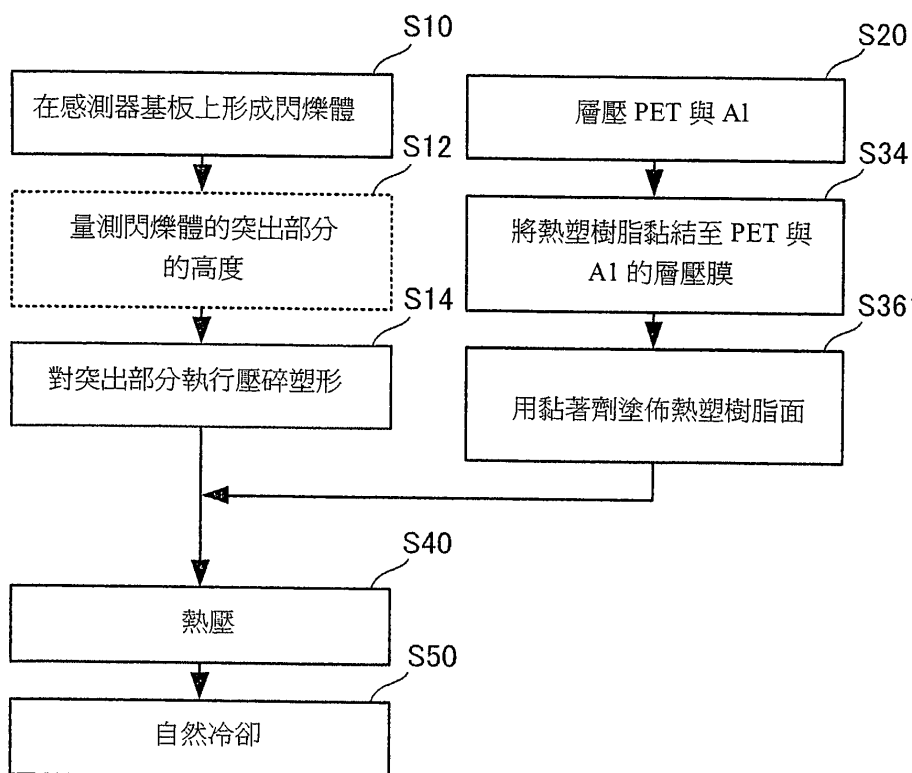 S10
在感測器基板上形成閃爍體
S12
量測閃爍體的突出部分
的高度
S14
對突出部分執行壓碎塑形
S20
層壓 PET 與 Al
S34
將熱塑樹脂黏結至 PET 與
Al 的層壓膜
S36
用黏著劑塗佈熱塑樹脂面
S40
熱壓
S50
自然冷卻